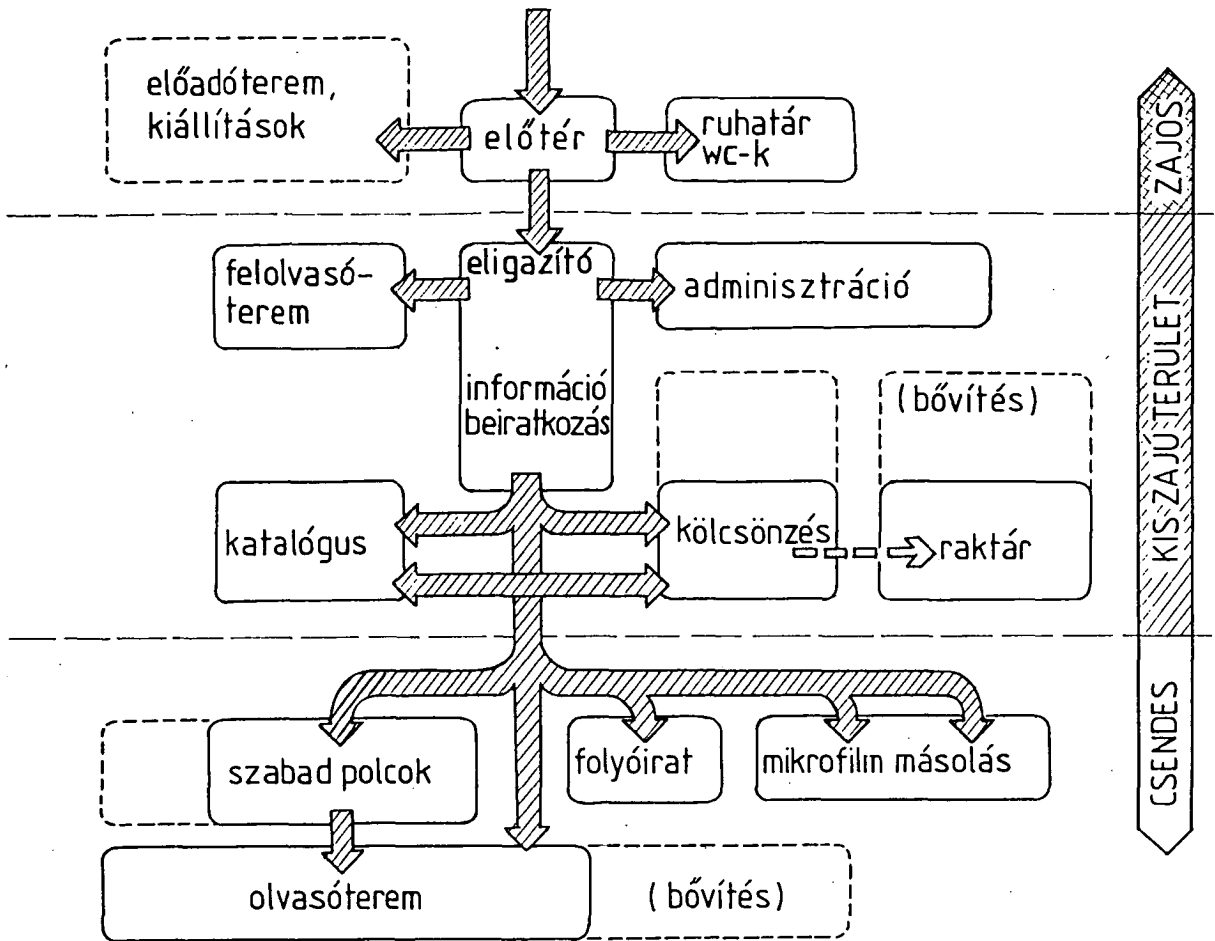 előadóterem,
kiállítások
előtér
ruhatár
wc-k
felolvasó-
terem
eligazító
adminisztráció
információ
beiratkozás
(bővítés)
katalógus
kölcsönzés
raktár
szabad polcok
folyóirat
mikrofilm másolás
olvasóterem
(bővítés)
ZAJOS
KIS ZAJÚ TERÜLET
CSENDES